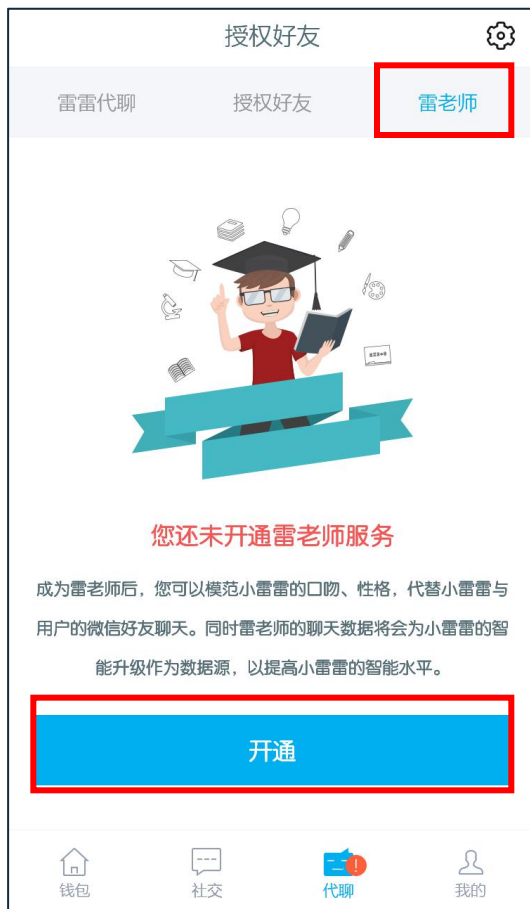 授权好友
雷雷代聊 授权好友 雷老师
您还未开通雷老师服务
成为雷老师后，您可以模范小雷雷的口吻、性格，代替小雷雷与
用户的微信好友聊天。同时雷老师的聊天数据将会为小雷雷的智
能升级作为数据源，以提高小雷雷的智能水平。
开通
钱包 社交 代聊 我的